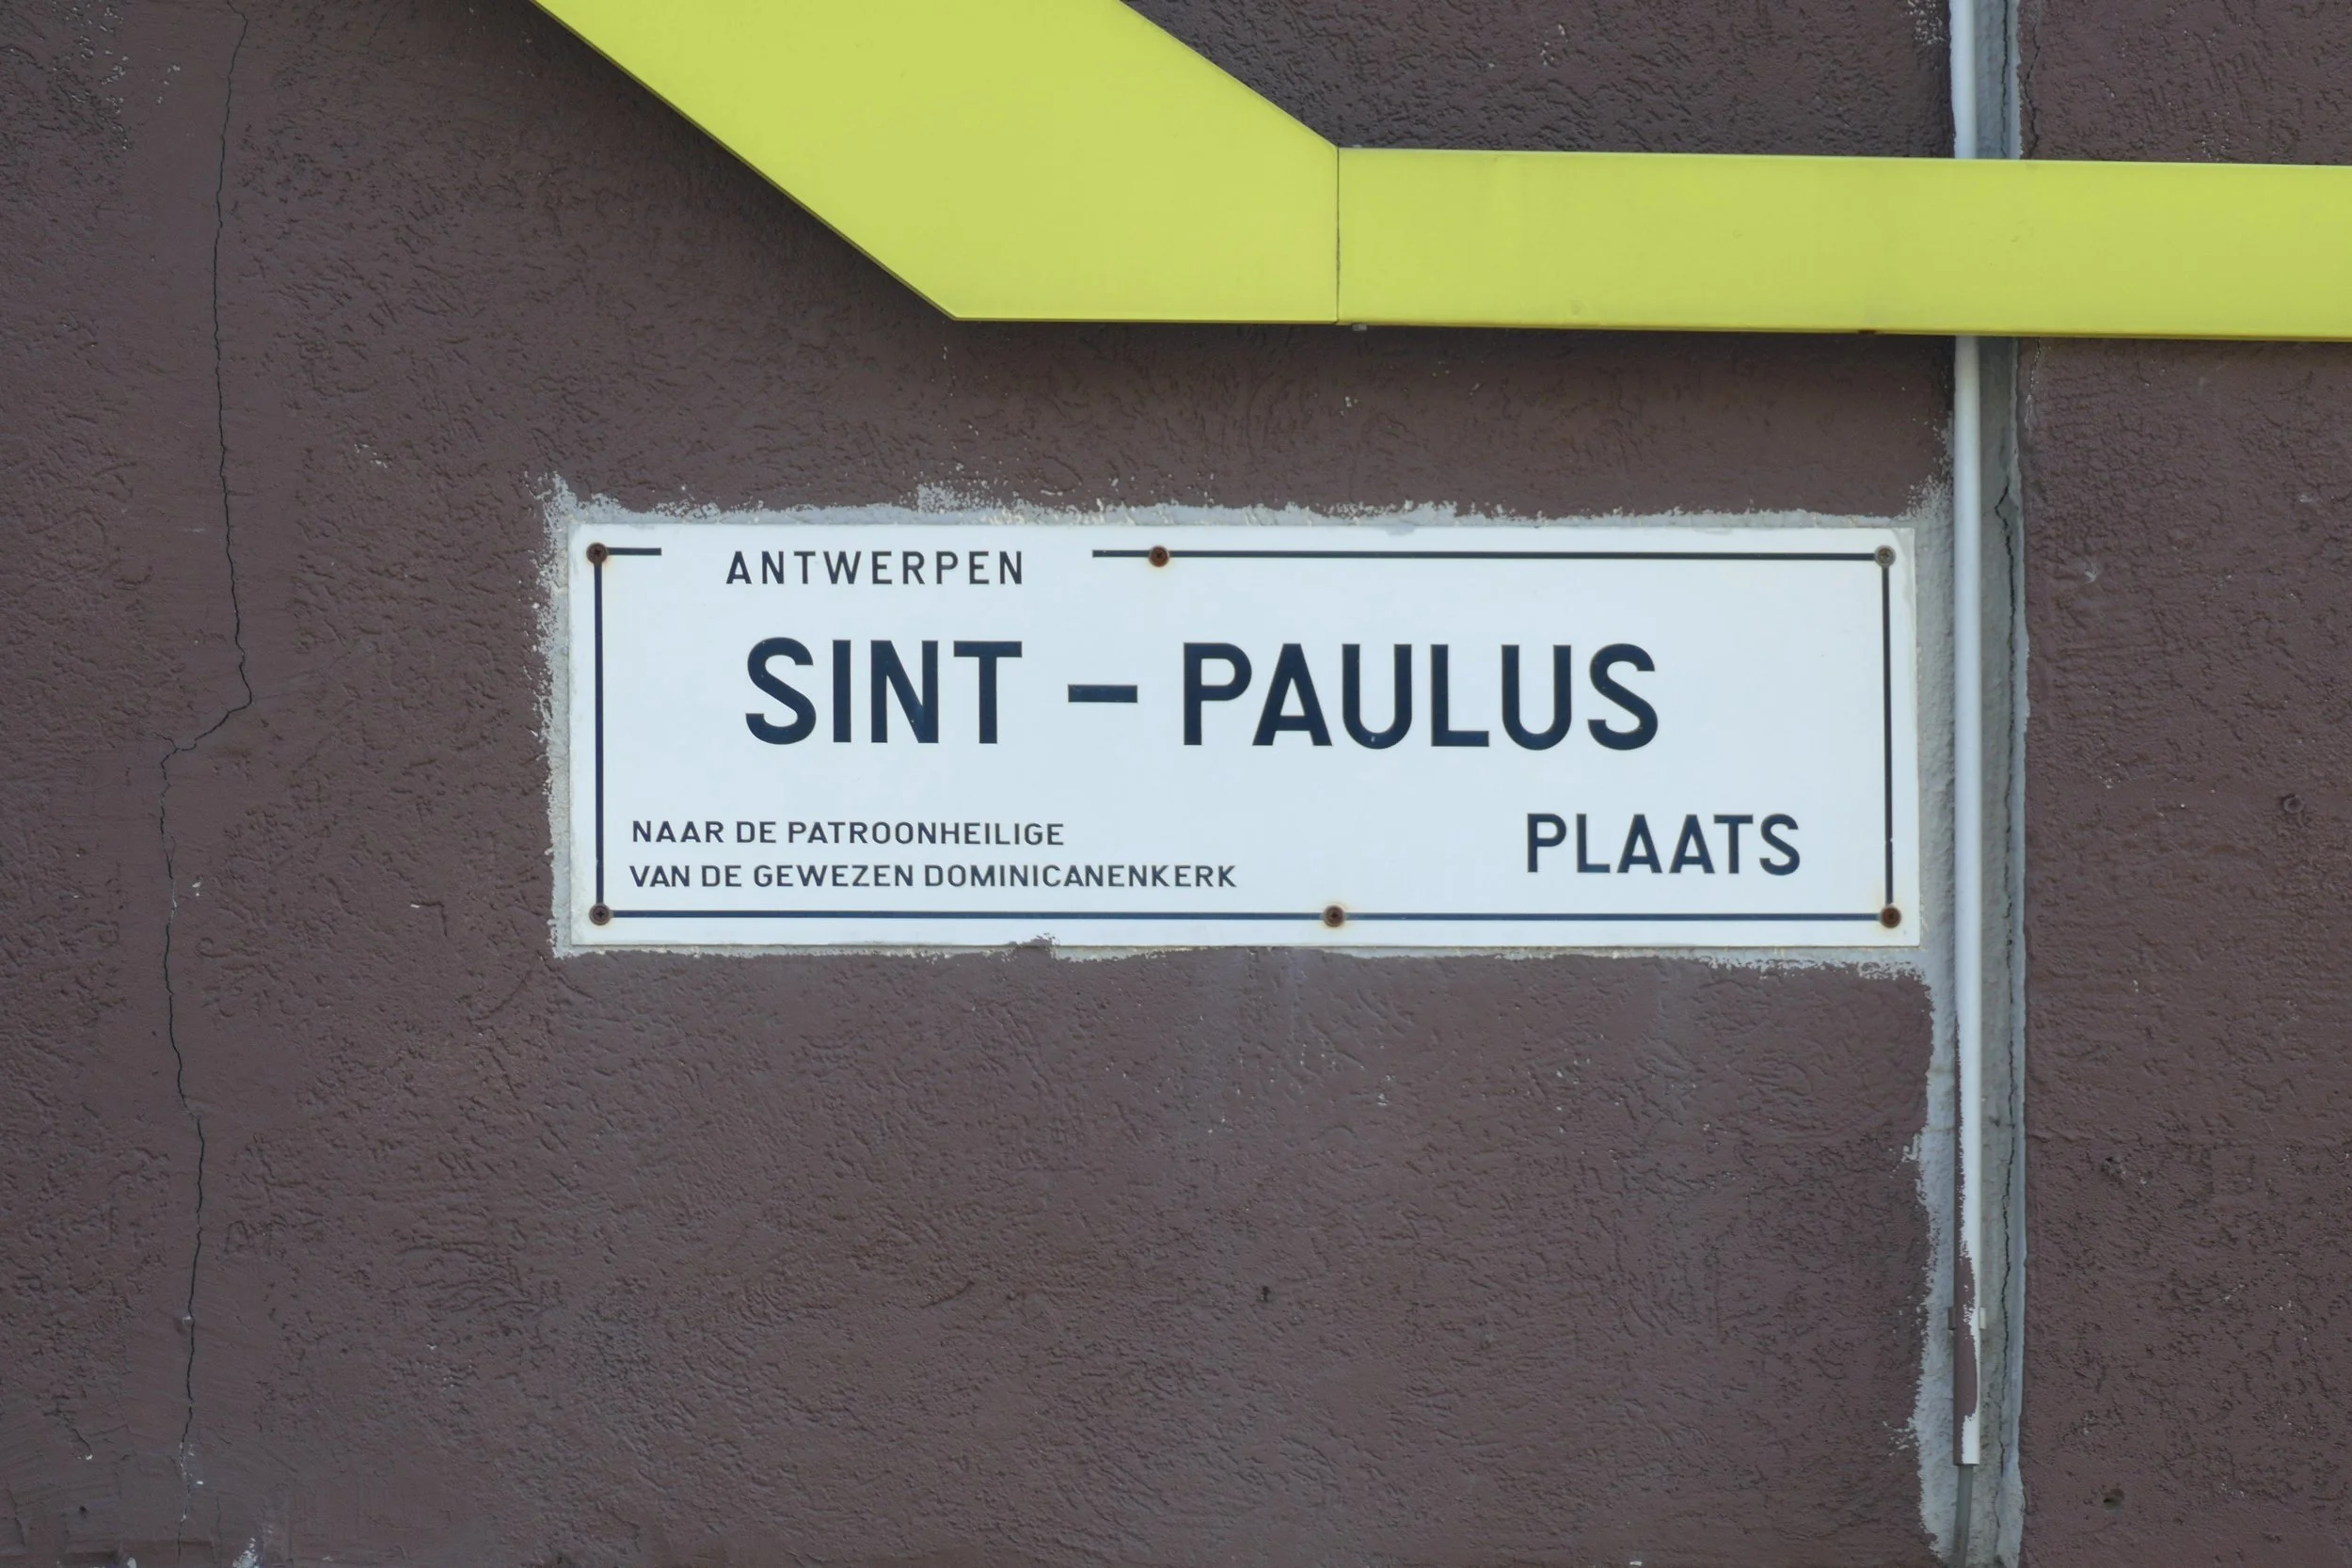 ANTWERPEN
SINT – PAULUS
PLAATS
NAAR DE PATROONHEILIGE
VAN DE GEWEZEN DOMINICANENKERK